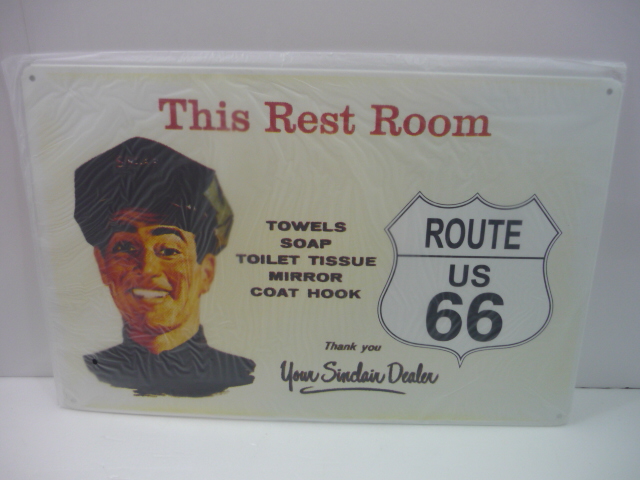 This Rest Room
TOWELS
SOAP
TOILET TISSUE
MIRROR
COAT HOOK
Thank you
Your Sinclair Dealer
ROUTE
US
66